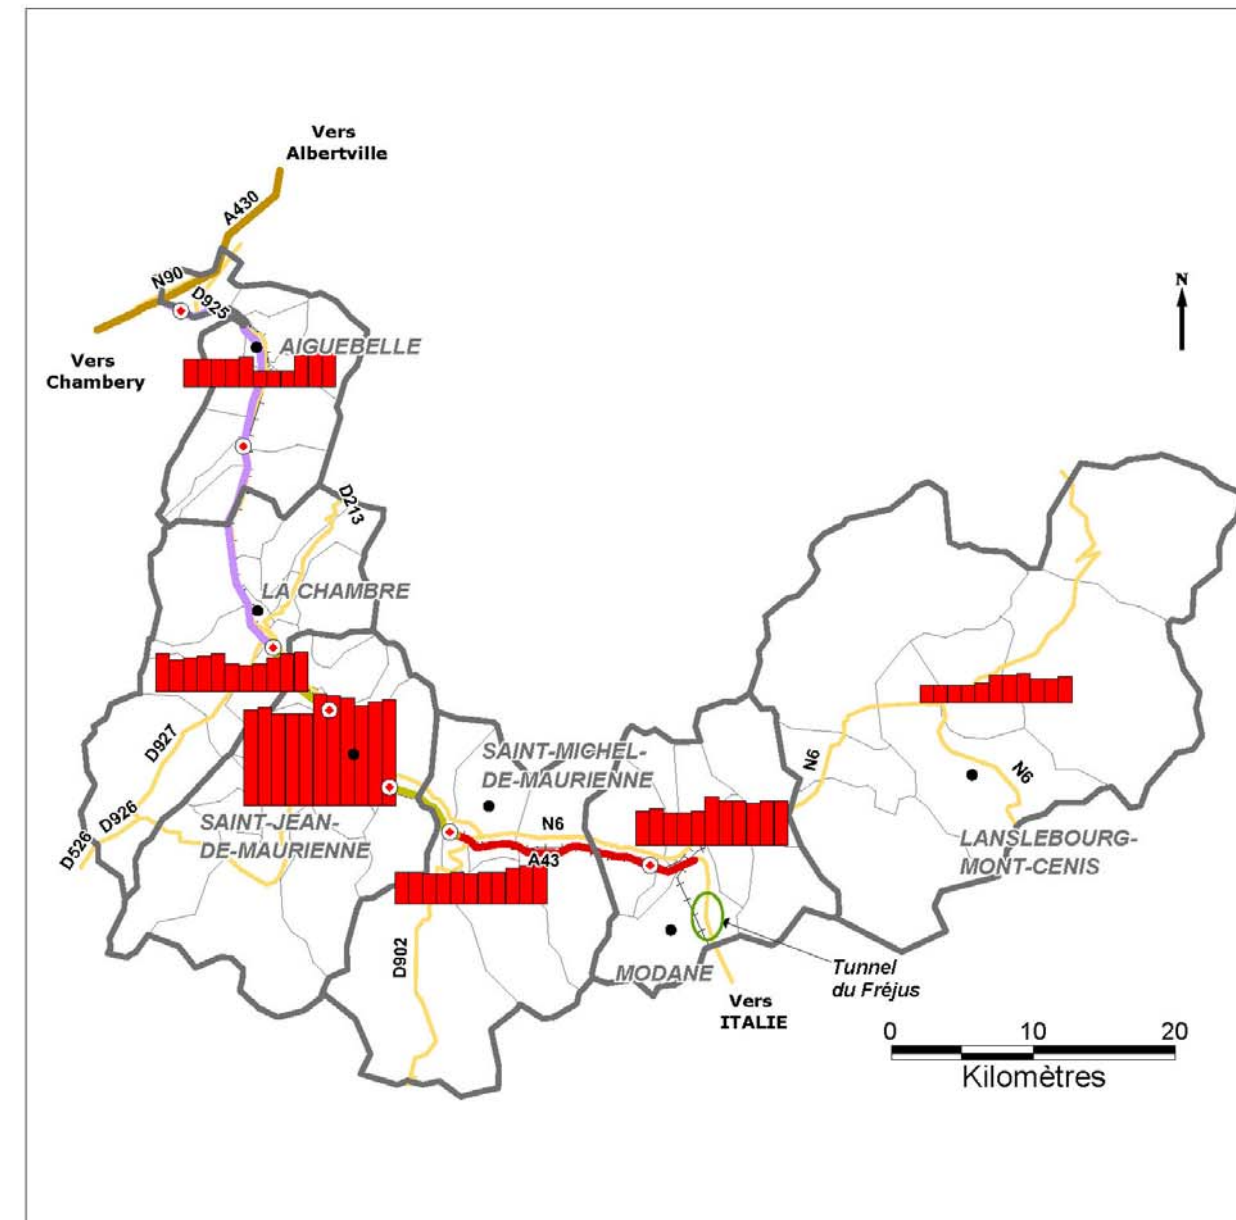 Vers
Albertville
A430
N90
D925
Vers
Chambery
AIGUEBELLE
N
D213
LA CHAMBRE
D927
D926
D526
SAINT-JEAN-
DE-MAURIENNE
SAINT-MICHEL-
DE-MAURIENNE
N6
A43
D902
MODANE
Vers
ITALIE
Tunnel
du Fréjus
N6
N6
LANSLEBOURG-
MONT-CENIS
0 10 20
Kilomètres